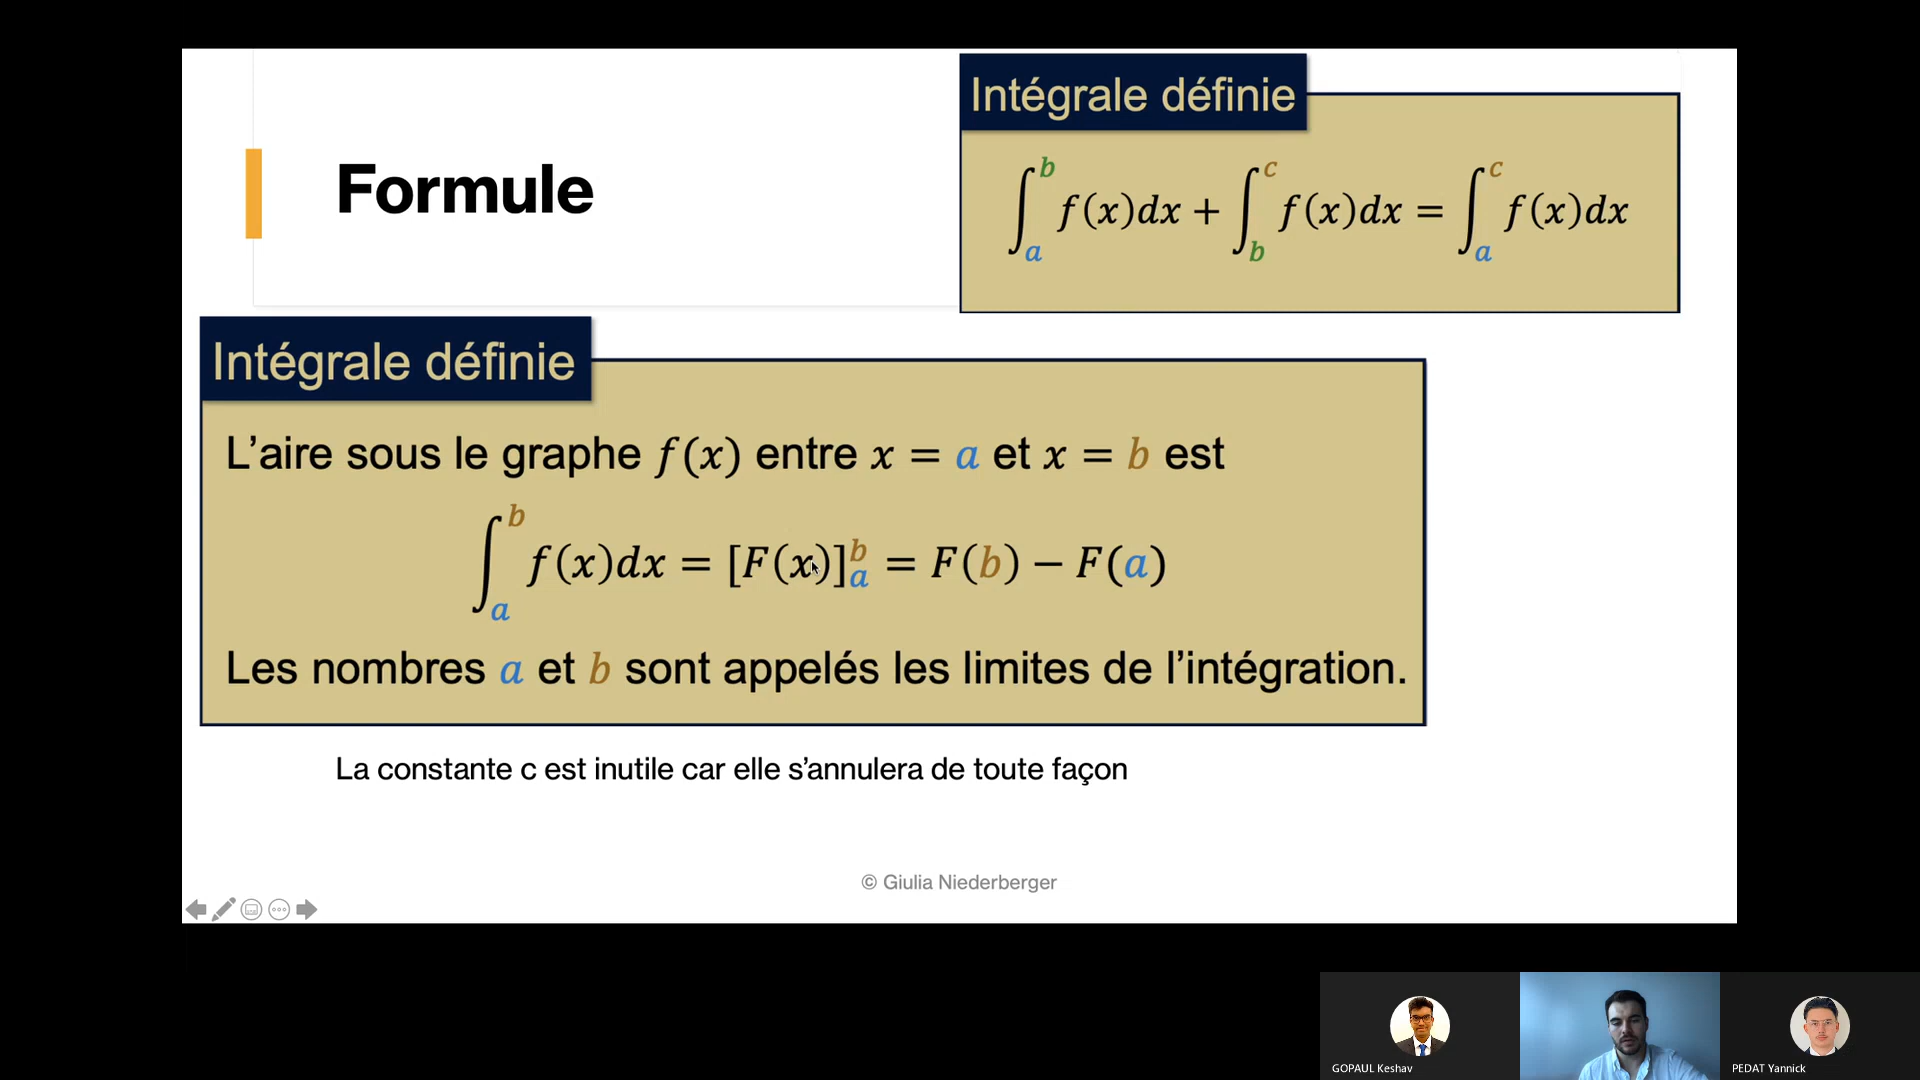 Formule
Intégrale définie
∫_a^b f(x)dx + ∫_b^c f(x)dx = ∫_a^c f(x)dx
Intégrale définie
L’aire sous le graphe f(x) entre x = a et x = b est
∫_a^b f(x)dx = [F(x)]_a^b = F(b) − F(a)
Les nombres a et b sont appelés les limites de l’intégration.
La constante c est inutile car elle s’annulera de toute façon
© Giulia Niederberger
GOPAUL Keshav
PEDAT Yannick